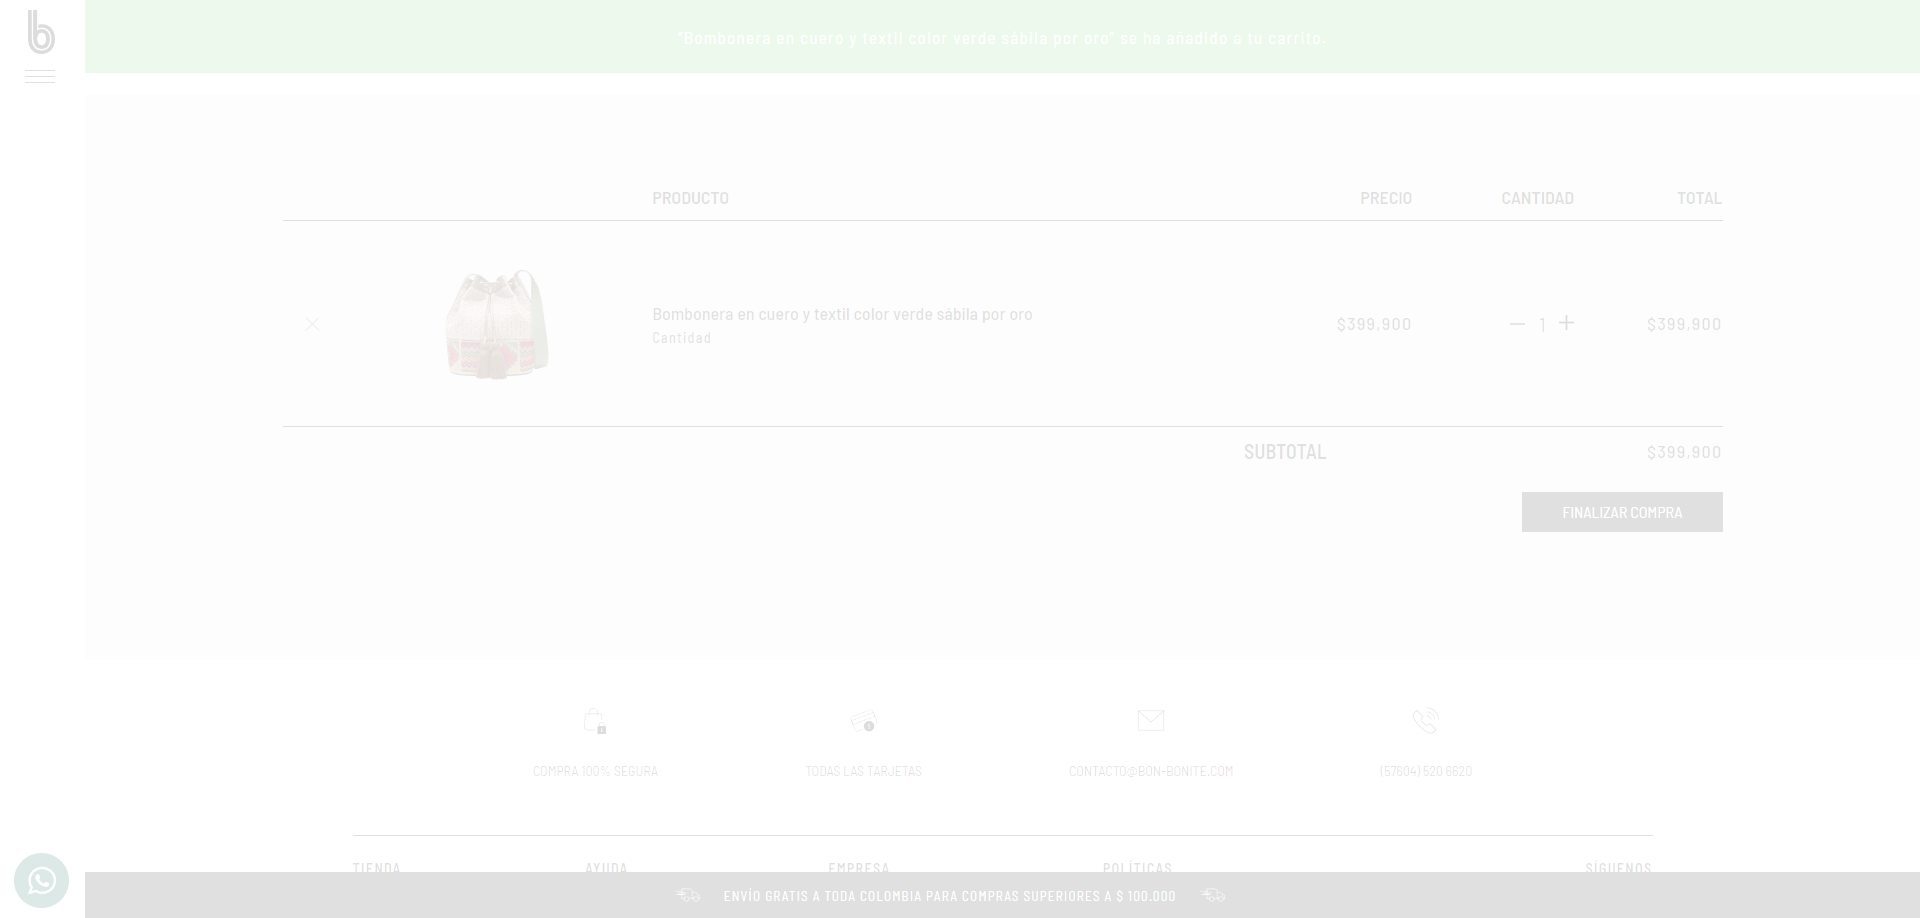 b
"Bombonera en cuero y textil color verde sábila por oro" se ha añadido a tu carrito.
PRODUCTO PRECIO CANTIDAD TOTAL
Bombonera en cuero y textil color verde sábila por oro
Cantidad
$399,900 1 $399,900
SUBTOTAL $399,900
FINALIZAR COMPRA
COMPRA 100% SEGURA TODAS LAS TARJETAS CONTACTO@BON-BONITE.COM (57604) 520 6620
TIENDA AYUDA EMPRESA POLÍTICAS SÍGUENOS
ENVÍO GRATIS A TODA COLOMBIA PARA COMPRAS SUPERIORES A $ 100.000